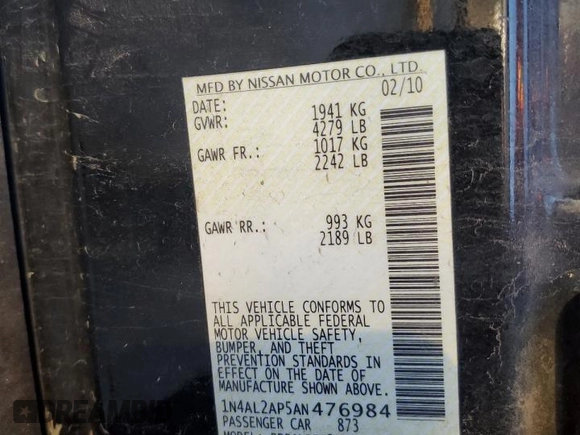 MFD BY NISSAN MOTOR CO., LTD.
DATE: 02/10
GVWR: 1941 KG
4279 LB
GAWR FR.: 1017 KG
2242 LB
GAWR RR.: 993 KG
2189 LB
THIS VEHICLE CONFORMS TO
ALL APPLICABLE FEDERAL
MOTOR VEHICLE SAFETY,
BUMPER, AND THEFT
PREVENTION STANDARDS IN
EFFECT ON THE DATE OF
MANUFACTURE SHOWN ABOVE.
1N4AL2AP5AN476984
PASSENGER CAR 873